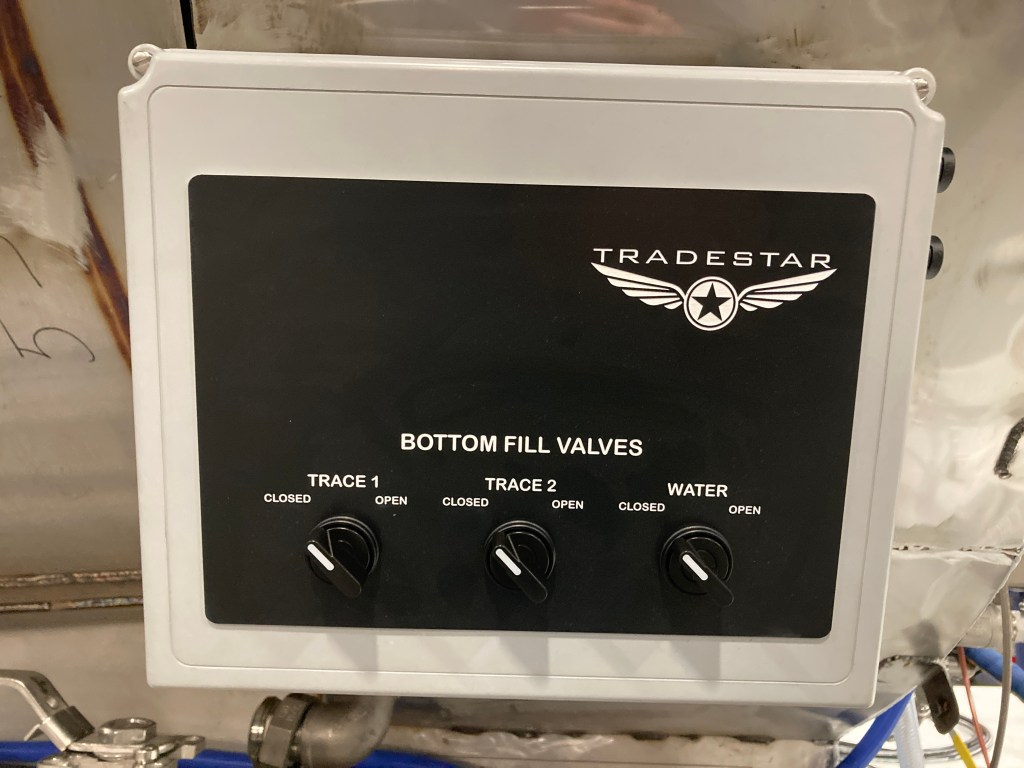 TRADESTAR
BOTTOM FILL VALVES
TRACE 1
CLOSED OPEN
TRACE 2
CLOSED OPEN
WATER
CLOSED OPEN